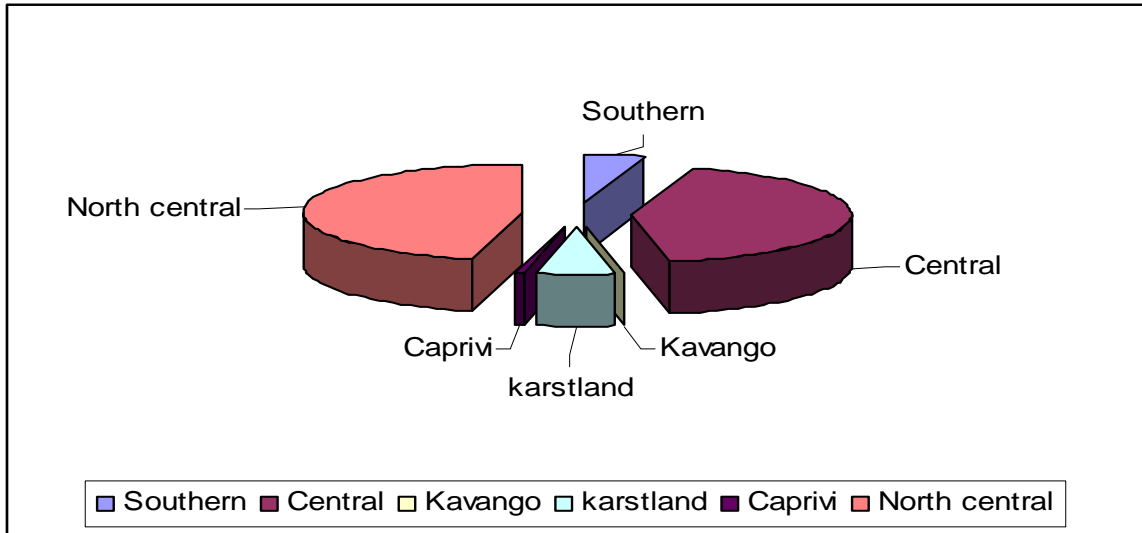 Southern
North central
Central
Caprivi
Kavango
karstland
Southern Central Kavango karstland Caprivi North central